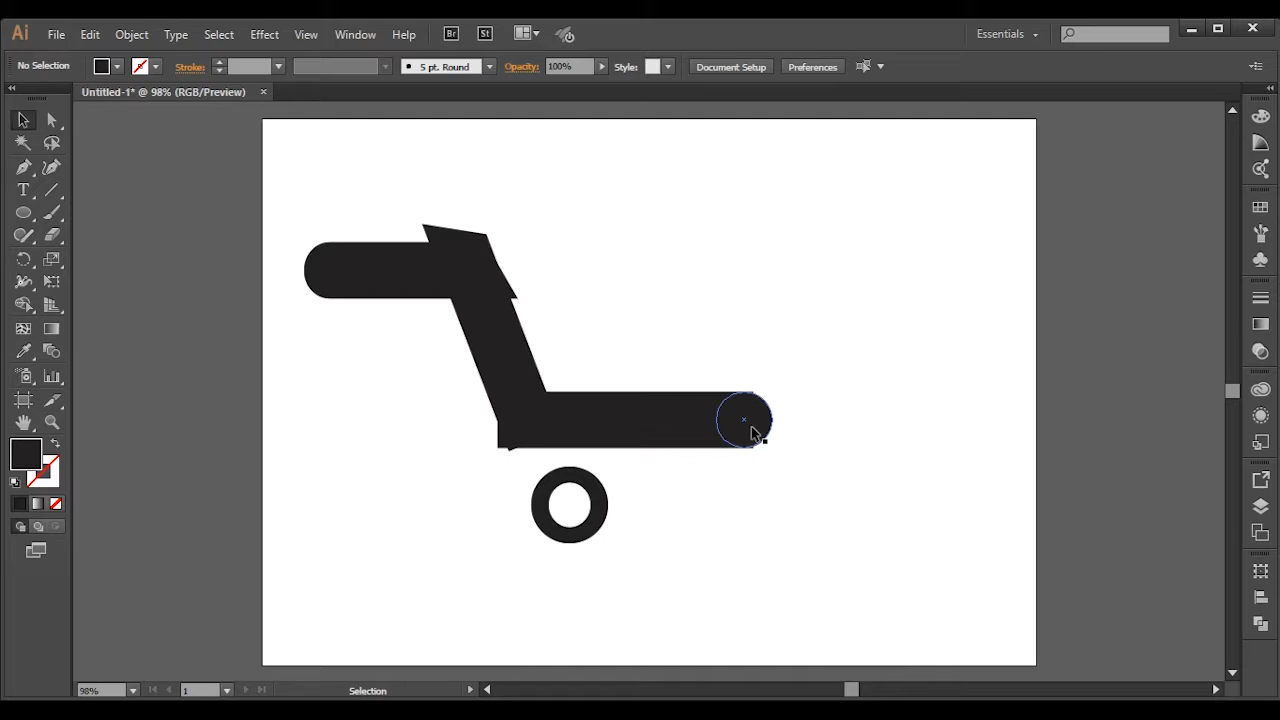 Ai File Edit Object Type Select Effect View Window Help Br St Essentials
No Selection Stroke: 5 pt. Round Opacity: 100% Style: Document Setup Preferences
Untitled-1* @ 98% (RGB/Preview)
T
98% 1 Selection